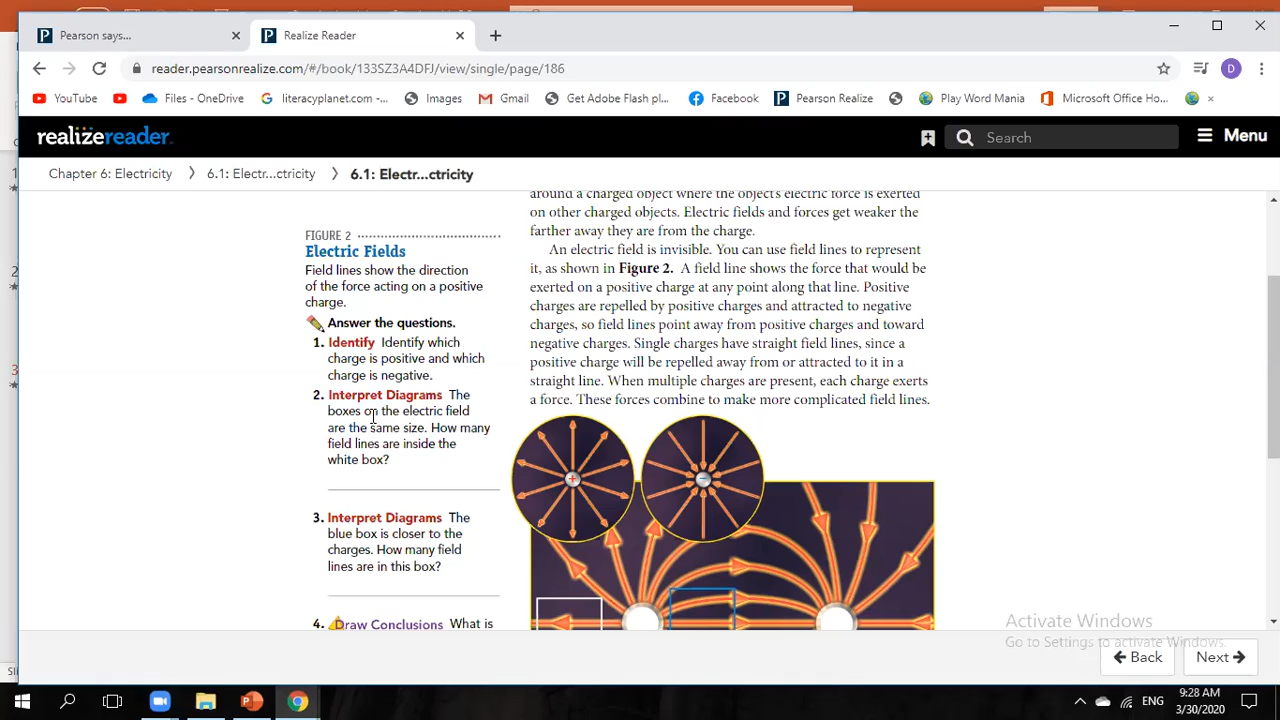 Pearson says...
Realize Reader
reader.pearsonrealize.com/#/book/133SZ3A4DFJ/view/single/page/186
D
YouTube
Files - OneDrive
literacyplanet.com -...
Images
Gmail
Get Adobe Flash pl...
Facebook
Pearson Realize
Play Word Mania
Microsoft Office Ho...
realizereader
Search
Menu
Chapter 6: Electricity
6.1: Electr...ctricity
6.1: Electr...ctricity
FIGURE 2
Electric Fields
Field lines show the direction
of the force acting on a positive
charge.
Answer the questions.
1. Identify Identify which
charge is positive and which
charge is negative.
2. Interpret Diagrams The
boxes on the electric field
are the same size. How many
field lines are inside the
white box?
3. Interpret Diagrams The
blue box is closer to the
charges. How many field
lines are in this box?
4. Draw Conclusions What is
around a charged object where the object's electric force is exerted
on other charged objects. Electric fields and forces get weaker the
farther away they are from the charge.
An electric field is invisible. You can use field lines to represent
it, as shown in Figure 2. A field line shows the force that would be
exerted on a positive charge at any point along that line. Positive
charges are repelled by positive charges and attracted to negative
charges, so field lines point away from positive charges and toward
negative charges. Single charges have straight field lines, since a
positive charge will be repelled away from or attracted to it in a
straight line. When multiple charges are present, each charge exerts
a force. These forces combine to make more complicated field lines.
+
−
Activate Windows
Go to Settings to activate Windows.
Back
Next
ENG
9:28 AM
3/30/2020